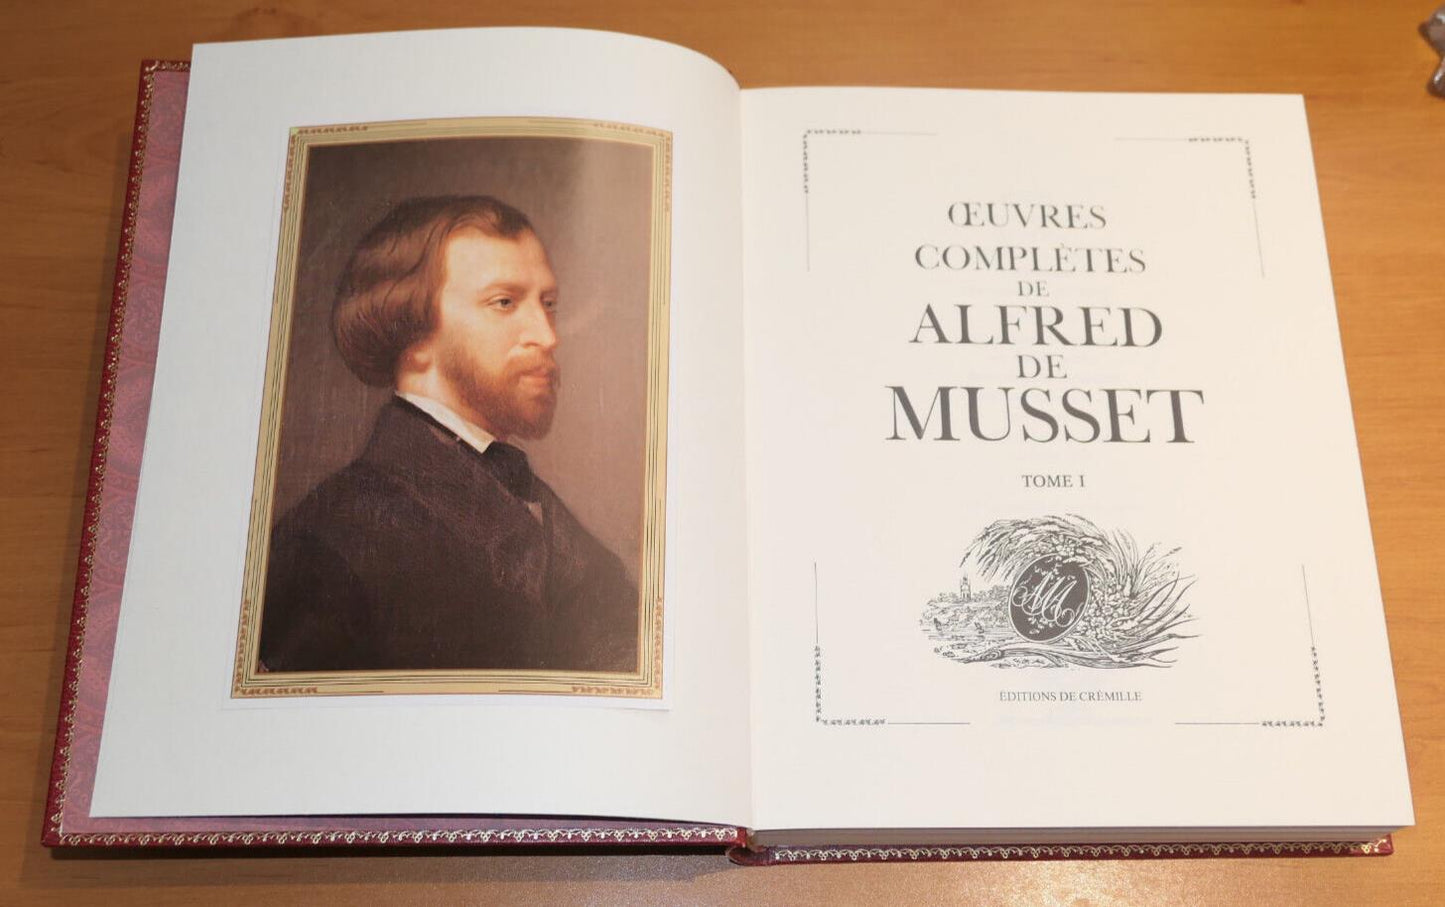 ŒUVRES
COMPLÈTES
DE
ALFRED
DE
MUSSET
TOME I
ÉDITIONS DE CRÉMILLE